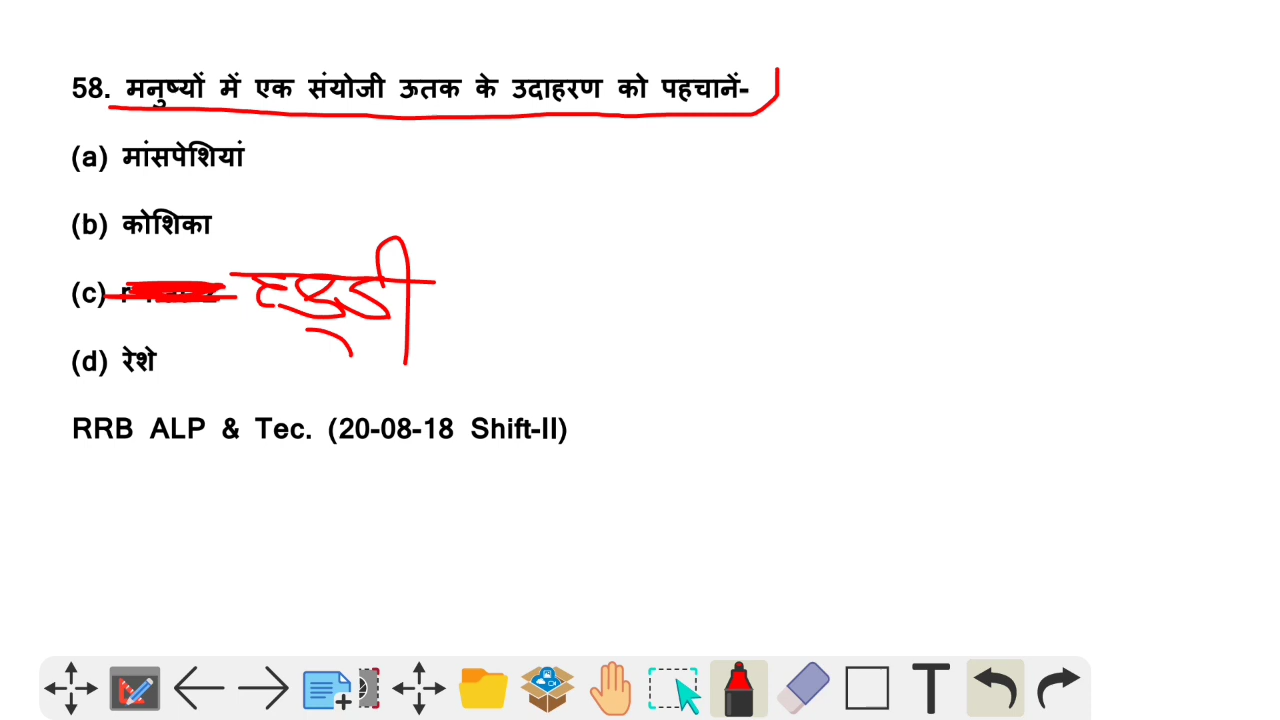 58. मनुष्यों में एक संयोजी ऊतक के उदाहरण को पहचानें-
(a) मांसपेशियां
(b) कोशिका
(c) हड्डी
(d) रेशे
RRB ALP & Tec. (20-08-18 Shift-II)